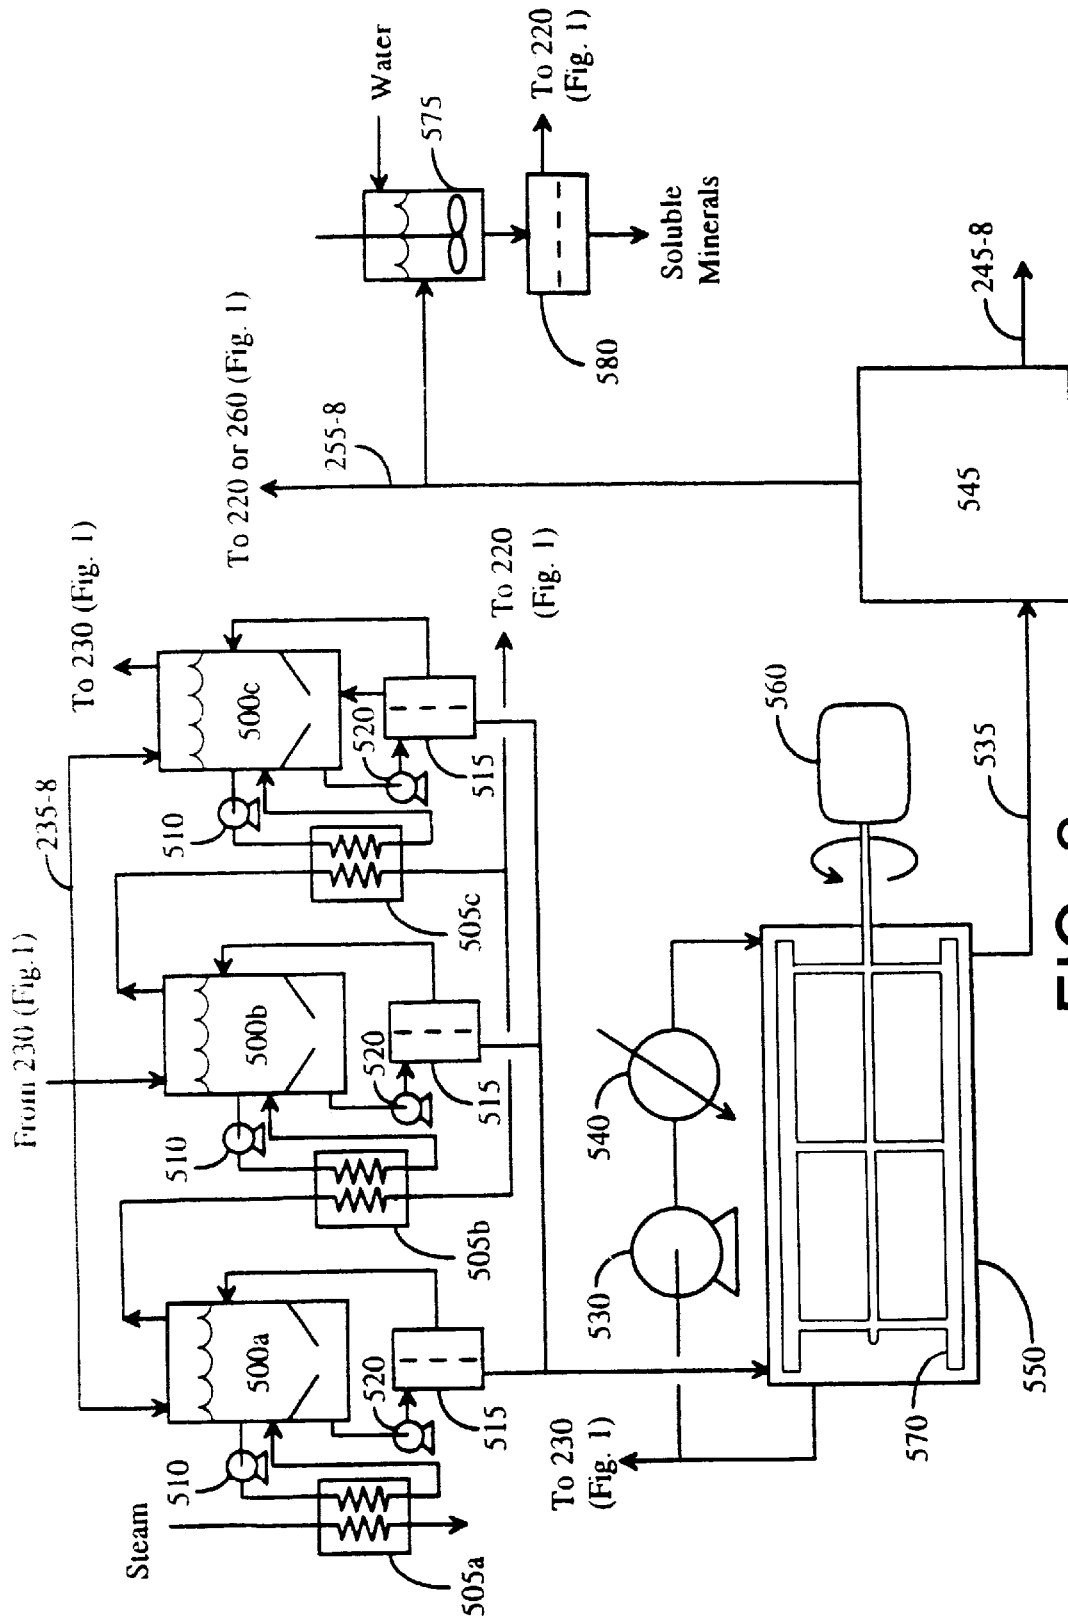 Steam
505a
510
500a
520
515
From 230 (Fig.1)
235-8
505b
510
500b
520
515
To 230 (Fig. 1)
505c
510
500c
520
515
To 220
(Fig. 1)
To 220 or 260 (Fig. 1)
255-8
Water
575
To 220
(Fig. 1)
580
Soluble
Minerals
To 230
(Fig. 1)
530
540
570
550
560
535
545
245-8